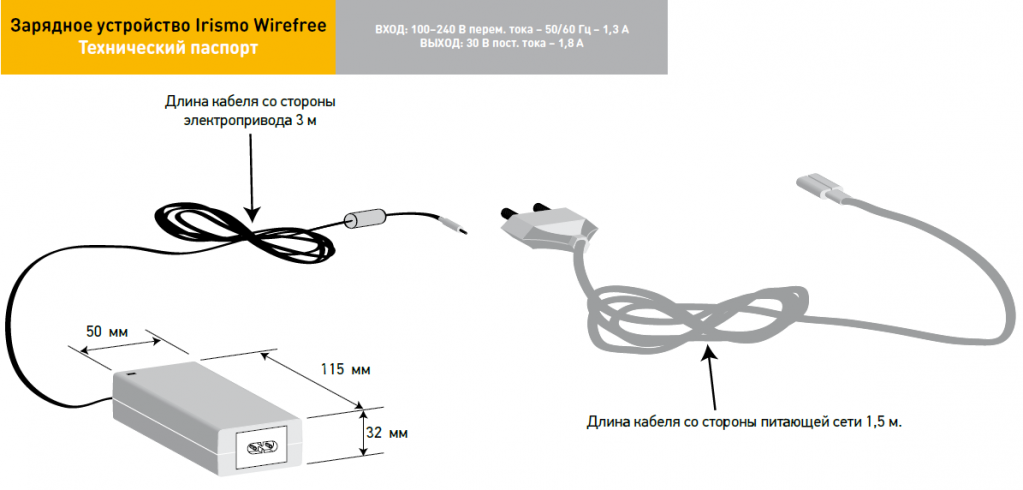 Зарядное устройство Irismo Wirefree
Технический паспорт
ВХОД: 100–240 В перем. тока – 50/60 Гц – 1,3 А
ВЫХОД: 30 В пост. тока – 1,8 А
Длина кабеля со стороны
электропривода 3 м
50 мм
115 мм
32 мм
Длина кабеля со стороны питающей сети 1,5 м.